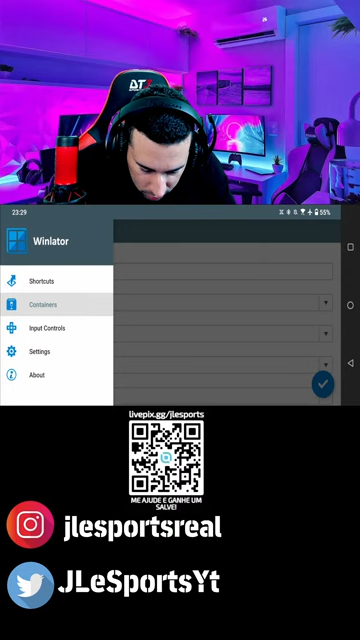 DT3
23:29
55%
Winlator
Shortcuts
Containers
Input Controls
Settings
About
livepix.gg/jlesports
ME AJUDE E GANHE UM
SALVE!
jlesportsreal
JLeSportsYt